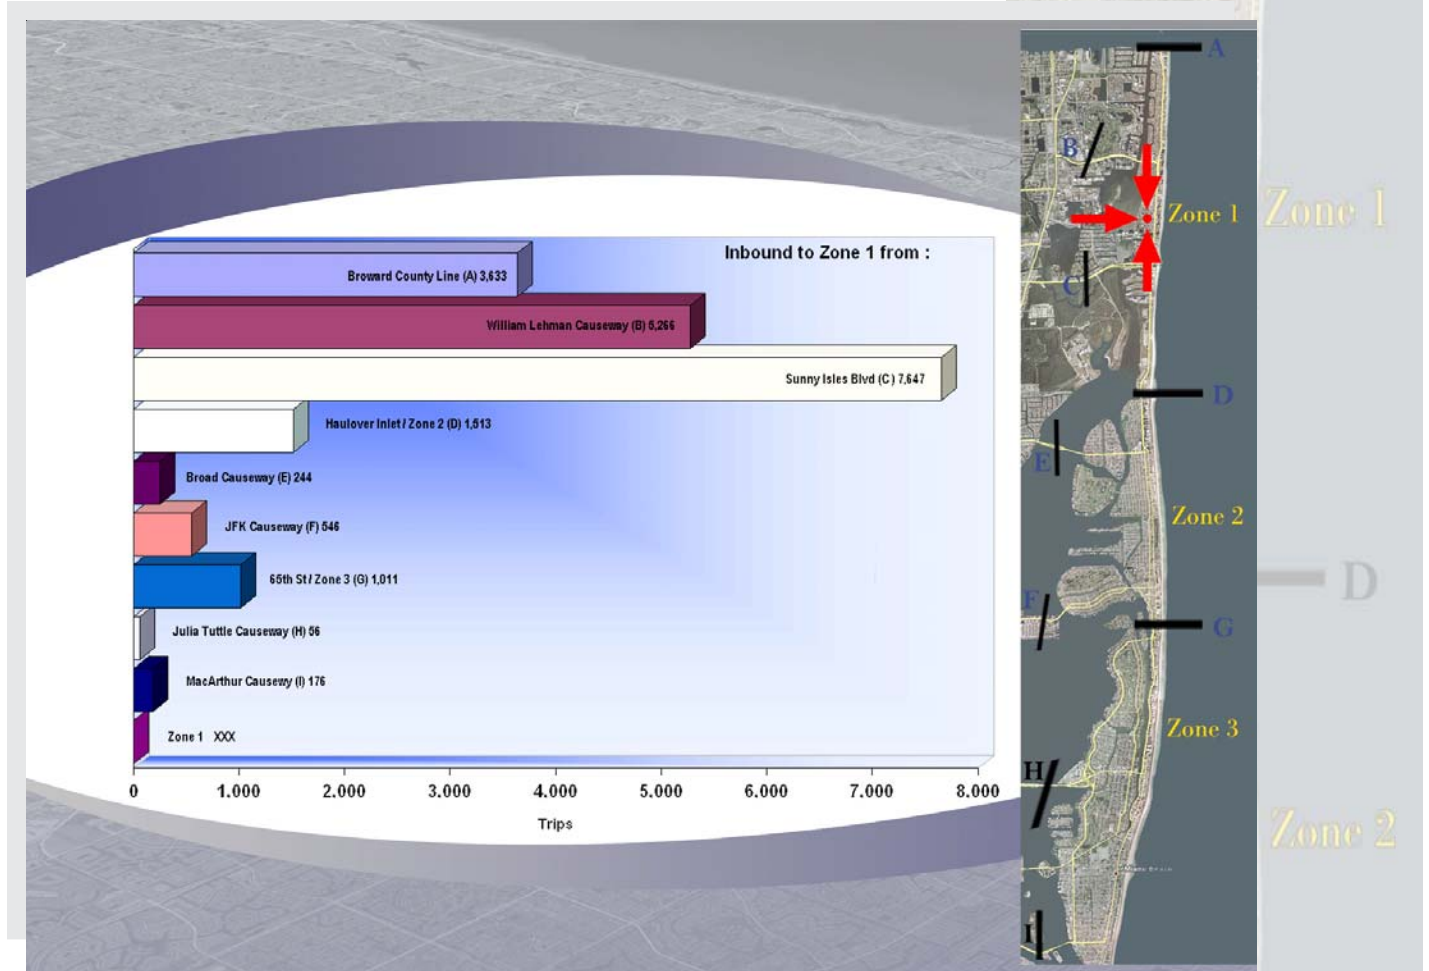 Inbound to Zone 1 from :
Broward County Line (A) 3,633
William Lehman Causeway (B) 5,266
Sunny Isles Blvd (C) 7,647
Haulover Inlet / Zone 2 (D) 1,513
Broad Causeway (E) 244
JFK Causeway (F) 546
65th St / Zone 3 (G) 1,011
Julia Tuttle Causeway (H) 56
MacArthur Causewy (I) 176
Zone 1 XXX
0 1.000 2.000 3.000 4.000 5.000 6.000 7.000 8.000
Trips
A
B
Zone 1
C
D
E
Zone 2
F
G
Zone 3
H
I
Zone 1
D
Zone 2